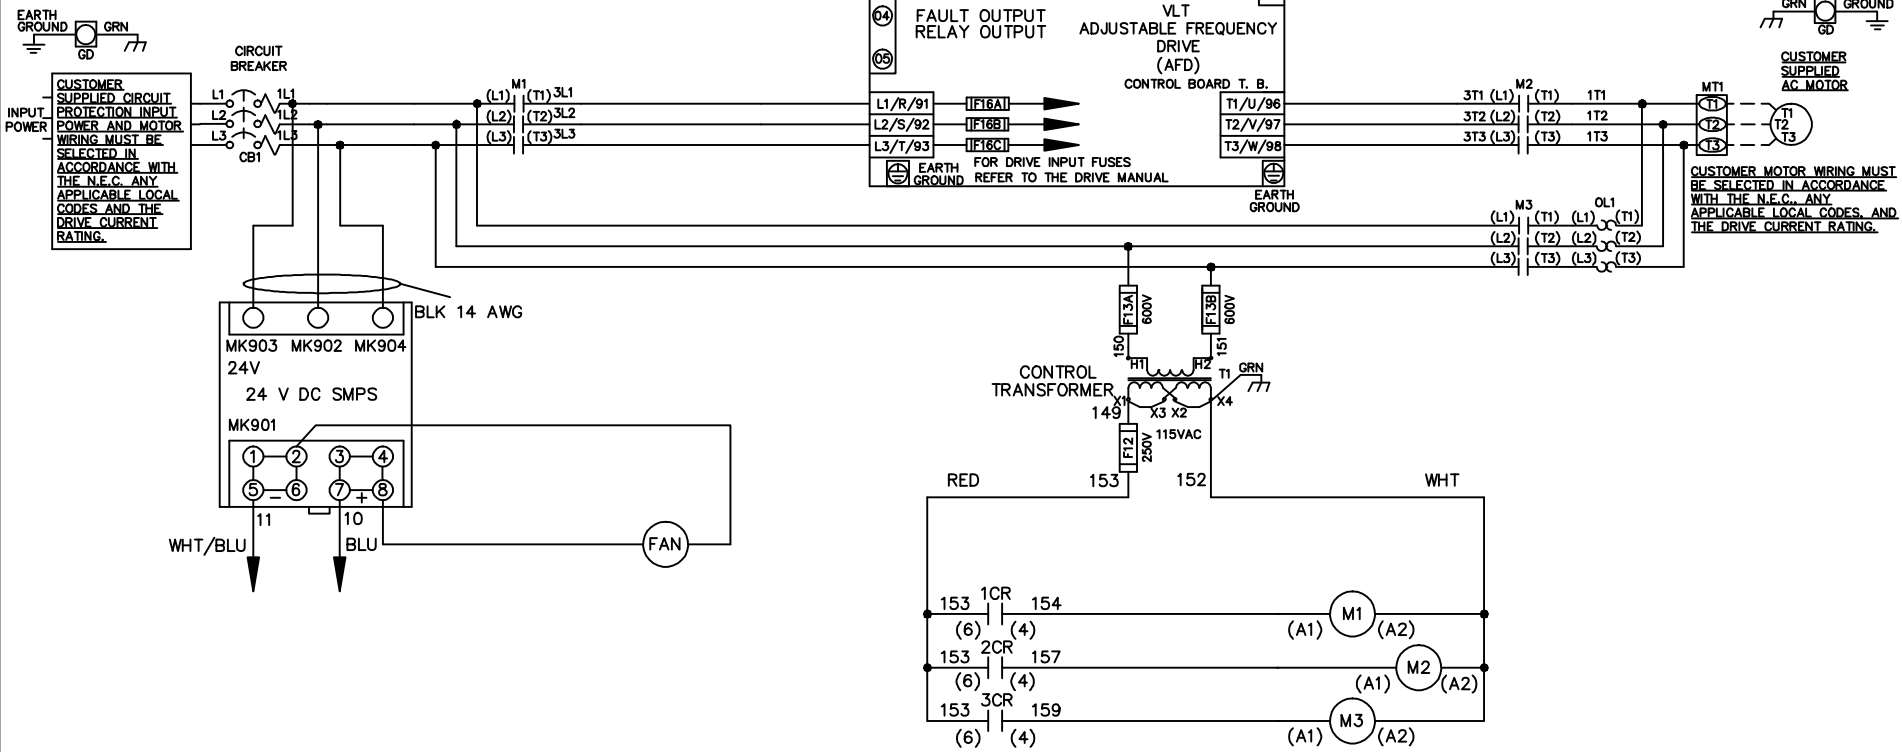 EARTH
GROUND
GRN
GD
CUSTOMER
SUPPLIED CIRCUIT
PROTECTION INPUT
POWER AND MOTOR
WIRING MUST BE
SELECTED IN
ACCORDANCE WITH
THE N.E.C. ANY
APPLICABLE LOCAL
CODES AND THE
DRIVE CURRENT
RATING.
INPUT
POWER
CIRCUIT
BREAKER
L1 1L1
L2 1L2
L3 1L3
CB1
M1
(L1) (T1) 3L1
(L2) (T2) 3L2
(L3) (T3) 3L3
04
05
FAULT OUTPUT
RELAY OUTPUT
VLT
ADJUSTABLE FREQUENCY
DRIVE
(AFD)
CONTROL BOARD T. B.
L1/R/91 F16A T1/U/96
L2/S/92 F16B T2/V/97
L3/T/93 F16C T3/W/98
EARTH
GROUND
FOR DRIVE INPUT FUSES
REFER TO THE DRIVE MANUAL
EARTH
GROUND
M2
3T1 (L1) (T1) 1T1
3T2 (L2) (T2) 1T2
3T3 (L3) (T3) 1T3
GRN
GROUND
GD
CUSTOMER
SUPPLIED
AC MOTOR
MT1
T1
T2
T3
T1
T2
T3
CUSTOMER MOTOR WIRING MUST
BE SELECTED IN ACCORDANCE
WITH THE N.E.C., ANY
APPLICABLE LOCAL CODES, AND
THE DRIVE CURRENT RATING.
M3 OL1
(L1) (T1) (L1) (T1)
(L2) (T2) (L2) (T2)
(L3) (T3) (L3) (T3)
BLK 14 AWG
MK903 MK902 MK904
24V
24 V DC SMPS
MK901
1 2 3 4
5 6 7 8
− +
11 10
WHT/BLU BLU
FAN
F13A
600V
F13B
600V
150
151
H1 H2
CONTROL
TRANSFORMER
T1
GRN
X1 X3 X2 X4
149
115VAC
F12
250V
153 152
RED WHT
153 1CR 154 M1
(6) (4) (A1) (A2)
153 2CR 157 M2
(6) (4) (A1) (A2)
153 3CR 159 M3
(6) (4) (A1) (A2)